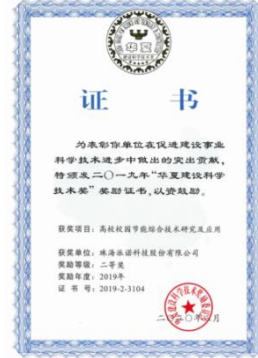 证 书
为表彰你单位在促进建设事业
科学技术进步中做出的突出贡献，
特颁发二〇一九年“华夏建设科学
技术奖”奖励证书，以资鼓励。
获奖项目：高校校园节能综合技术研究及应用
获奖单位：珠海派诺科技股份有限公司
奖励等级：二等奖
奖励年度：2019年
证 书 号：2019-2-3104